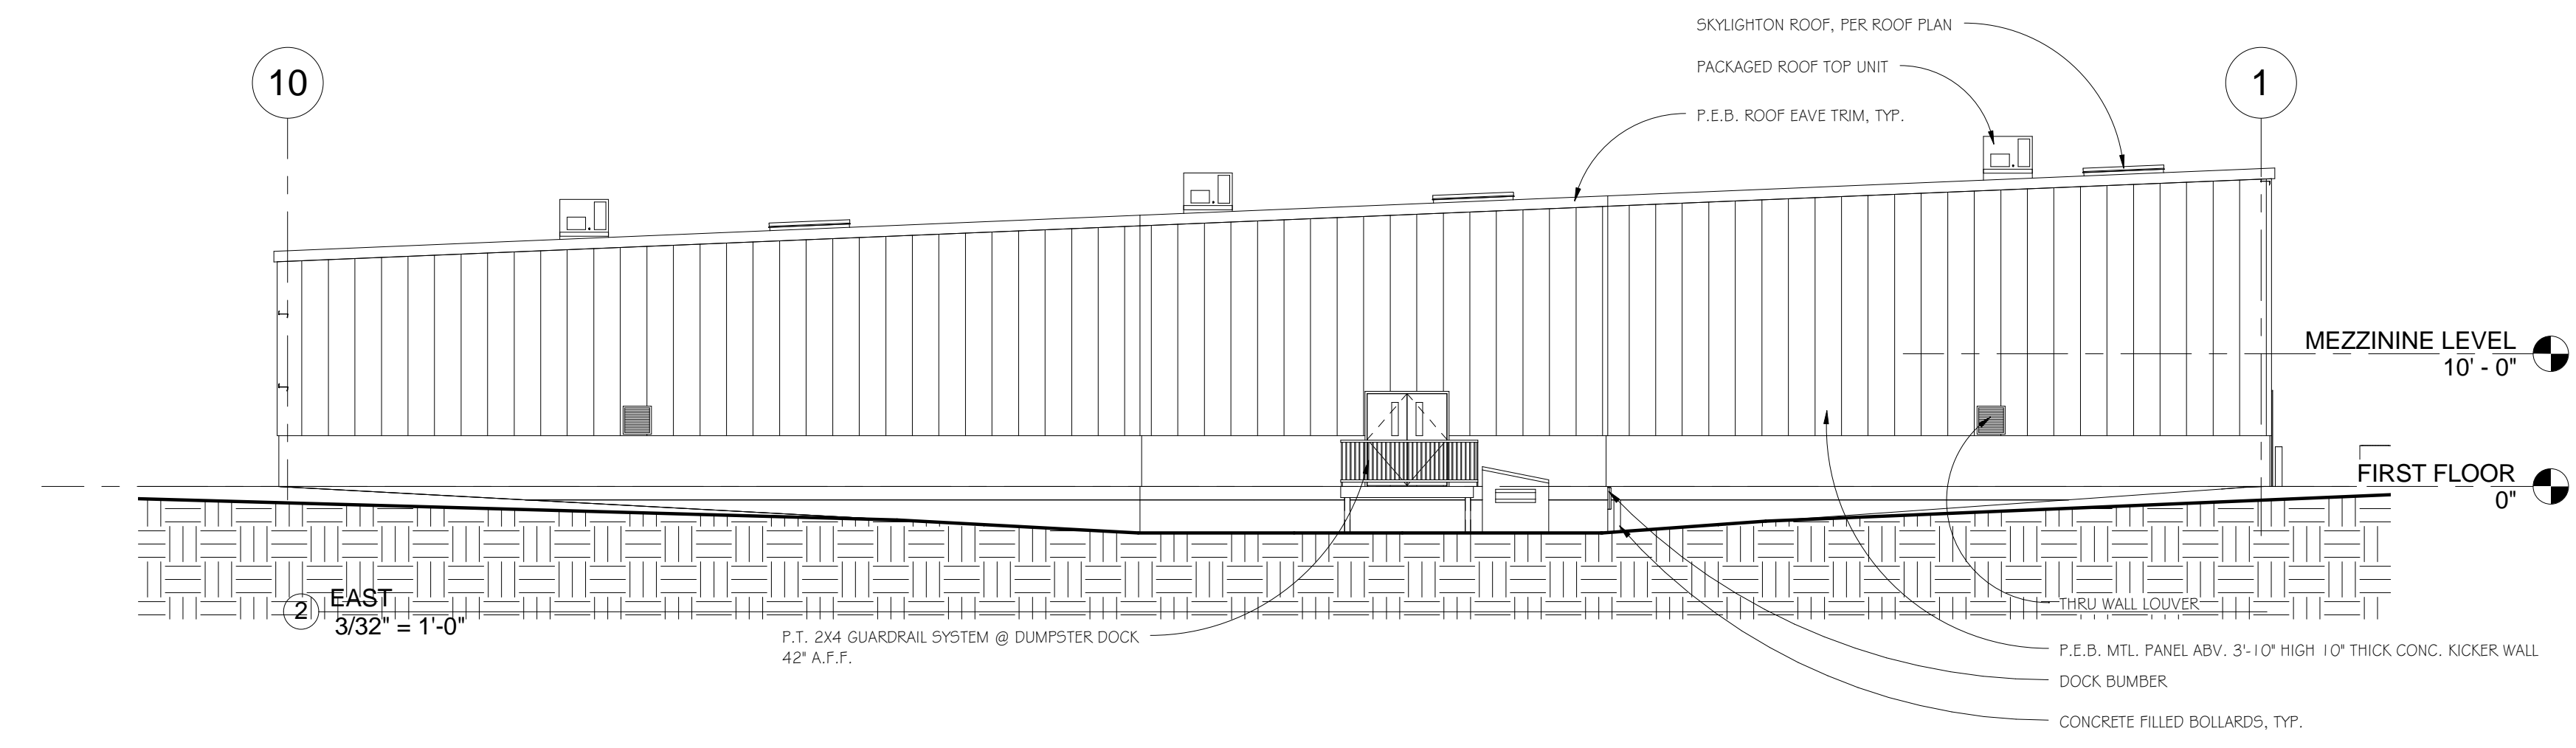 SKYLIGHTON ROOF, PER ROOF PLAN
PACKAGED ROOF TOP UNIT
P.E.B. ROOF EAVE TRIM, TYP.
10
1
MEZZININE LEVEL
10' - 0"
FIRST FLOOR
0"
2
EAST
3/32" = 1'-0"
P.T. 2X4 GUARDRAIL SYSTEM @ DUMPSTER DOCK
42" A.F.F.
THRU WALL LOUVER
P.E.B. MTL. PANEL ABV. 3'-10" HIGH 10" THICK CONC. KICKER WALL
DOCK BUMBER
CONCRETE FILLED BOLLARDS, TYP.